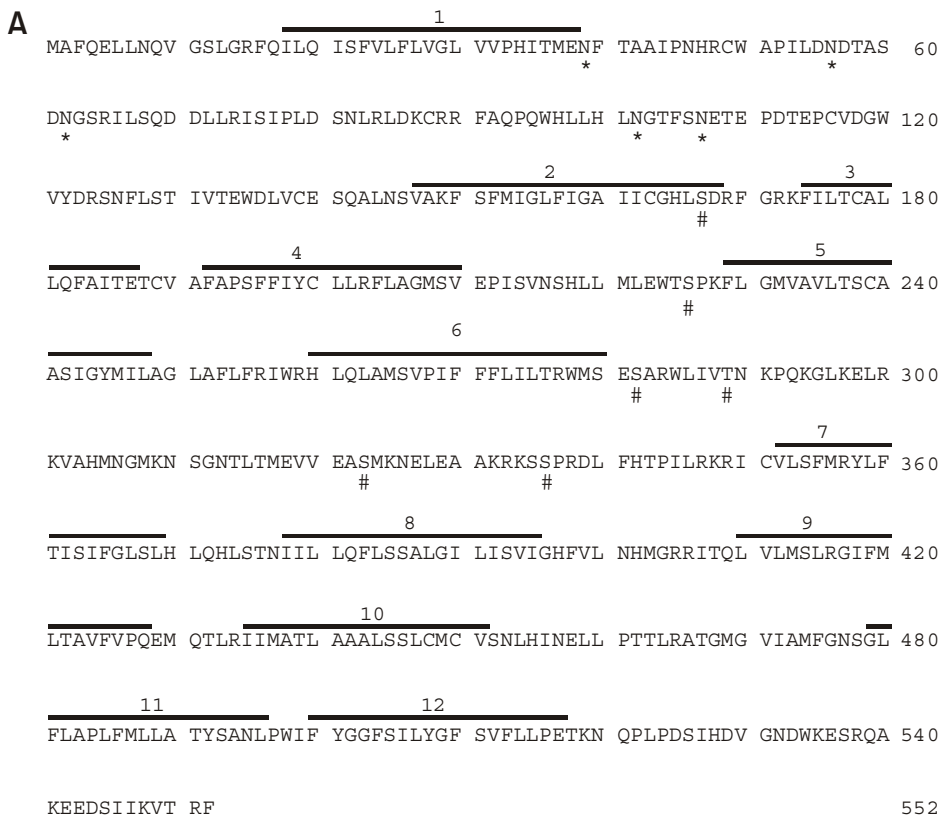 A
1
MAFQELLNQV GSLGRFQILQ ISFVLFLVGL VVPHITMENF TAAIPNHRCW APILDNDTAS 60
* *
DNGSRILSQD DLLRISIPLD SNLRLDKCRR FAQPQWHLLH LNGTFSNETE PDTEPCVDGW 120
* * *
2 3
VYDRSNFLST IVTEWDLVCE SQALNSVAKF SFMIGLFIGA IICGHLSDRF GRKFILTCAL 180
#
4 5
LQFAITETCV AFAPSFFIYC LLRFLAGMSV EPISVNSHLL MLEWTSPKFL GMVAVLTSCA 240
#
6
ASIGYMILAG LAFLFRIWRH LQLAMSVPIF FFLILTRWMS ESARWLIVTN KPQKGLKELR 300
# #
7
KVAHMNGMKN SGNTLTMEVV EASMKNELEA AKRKSSPRDL FHTPILRKRI CVLSFMRYLF 360
# #
8 9
TISIFGLSLH LQHLSTNIIL LQFLSSALGI LISVIGHFVL NHMGRRITQL VLMSLRGIFM 420
10
LTAVFVPQEM QTLRIIMATL AAALSSLCMC VSNLHINELL PTTLRATGMG VIAMFGNSGL 480
11 12
FLAPLFMLLA TYSANLPWIF YGGFSILYGF SVFLLPETKN QPLPDSIHDV GNDWKESRQA 540
KEEDSIIKVT RF 552